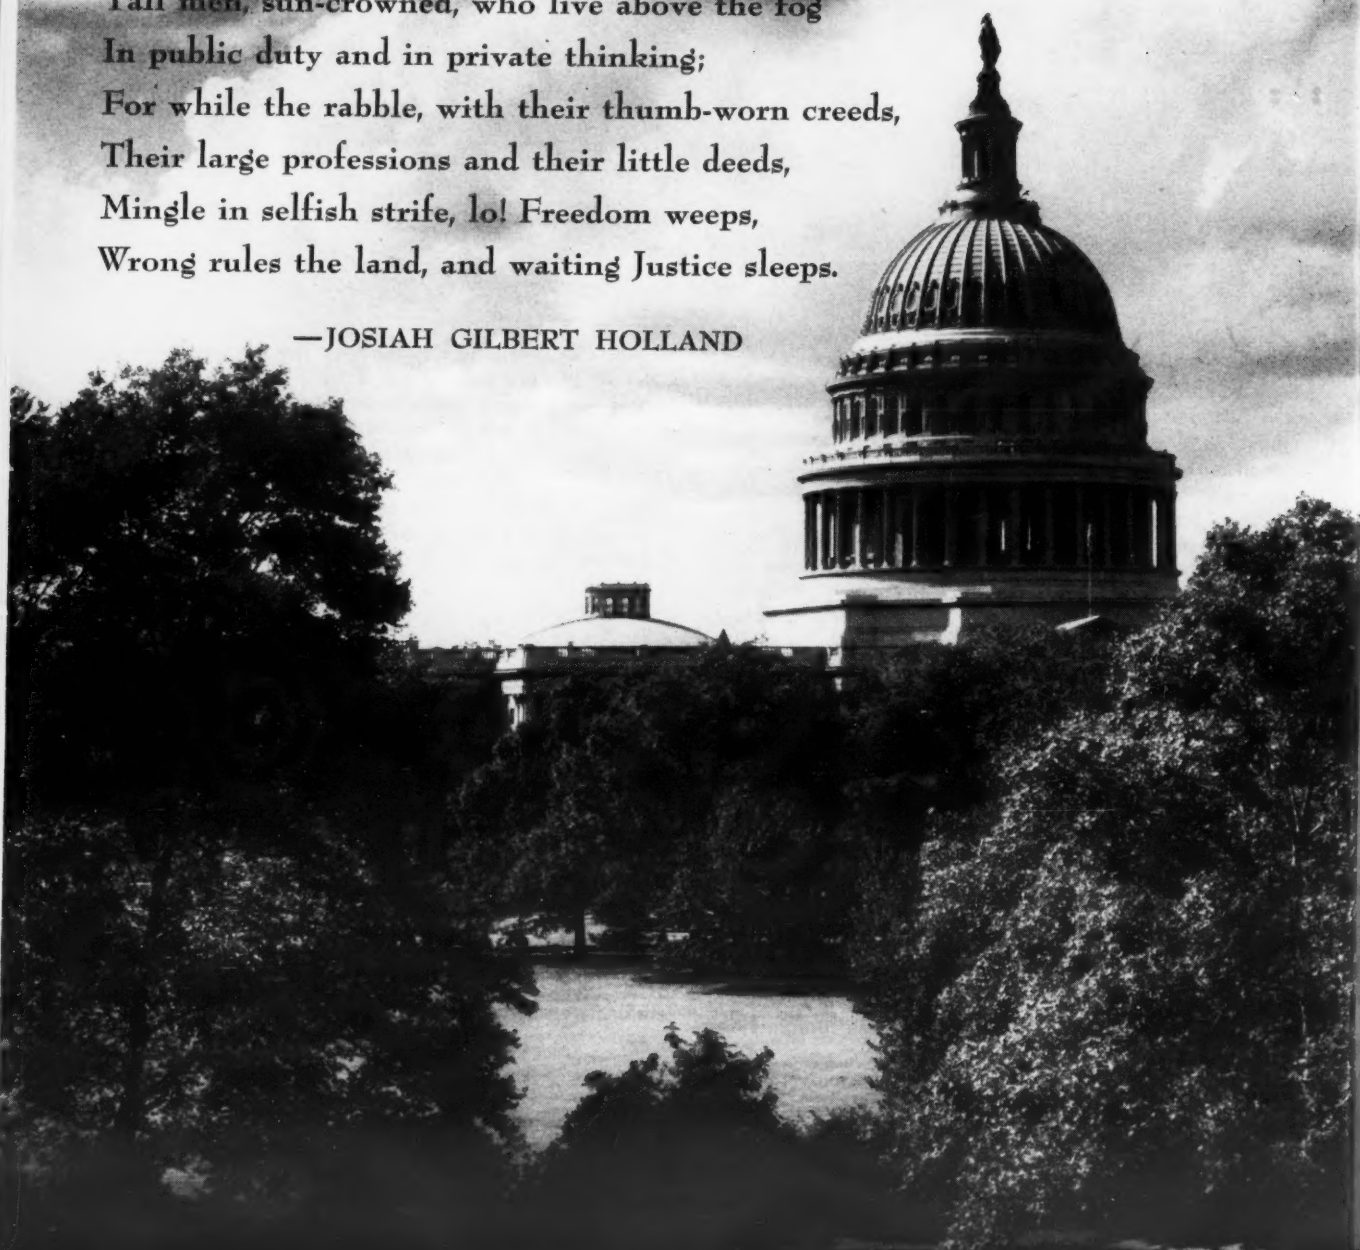 Tall men, sun-crowned, who live above the fog
In public duty and in private thinking;
For while the rabble, with their thumb-worn creeds,
Their large professions and their little deeds,
Mingle in selfish strife, lo! Freedom weeps,
Wrong rules the land, and waiting Justice sleeps.
—JOSIAH GILBERT HOLLAND